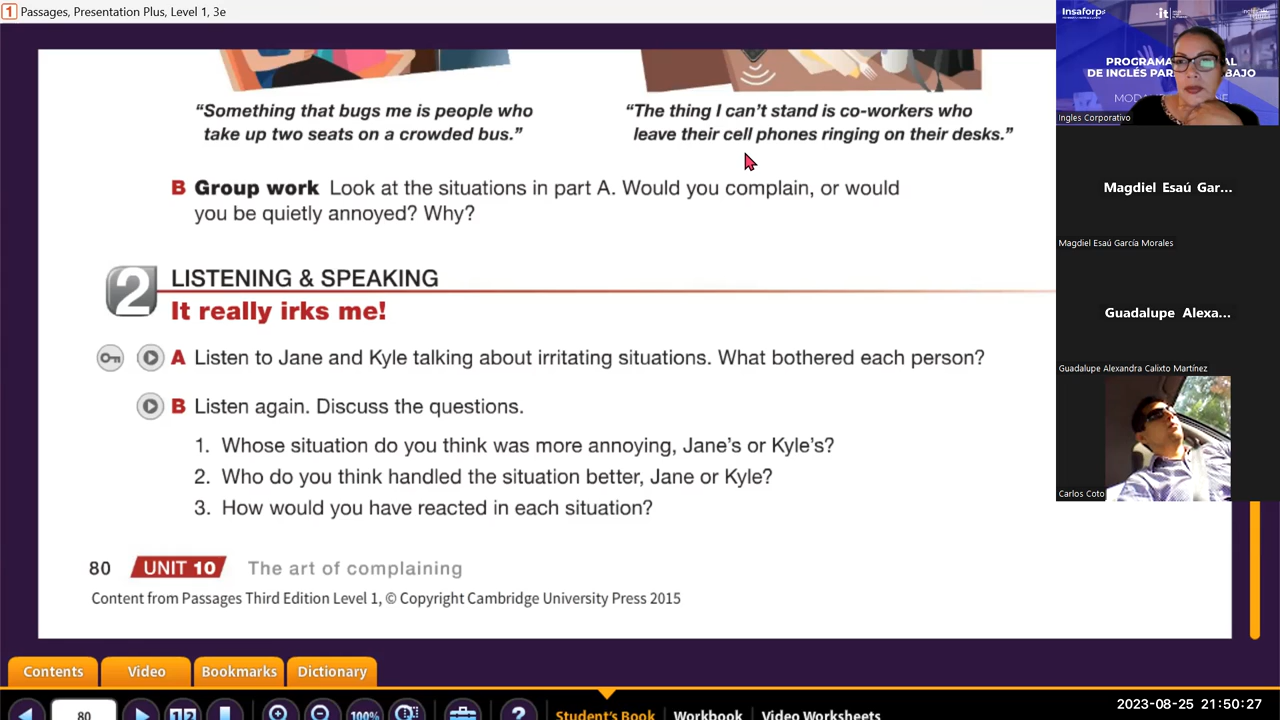 Passages, Presentation Plus, Level 1, 3e
“Something that bugs me is people who
take up two seats on a crowded bus.”
“The thing I can’t stand is co-workers who
leave their cell phones ringing on their desks.”
B Group work Look at the situations in part A. Would you complain, or would
you be quietly annoyed? Why?
2 LISTENING & SPEAKING
It really irks me!
A Listen to Jane and Kyle talking about irritating situations. What bothered each person?
B Listen again. Discuss the questions.
1. Whose situation do you think was more annoying, Jane’s or Kyle’s?
2. Who do you think handled the situation better, Jane or Kyle?
3. How would you have reacted in each situation?
80 UNIT 10 The art of complaining
Content from Passages Third Edition Level 1, © Copyright Cambridge University Press 2015
Contents Video Bookmarks Dictionary
80 1 2 100% ? Student's Book Workbook Video Worksheets
Insaforp
it
DE INGLÉS
Ingles Corporativo
Magdiel Esaú Gar...
Magdiel Esaú García Morales
Guadalupe Alexa...
Guadalupe Alexandra Calixto Martínez
Carlos Coto
2023-08-25 21:50:27